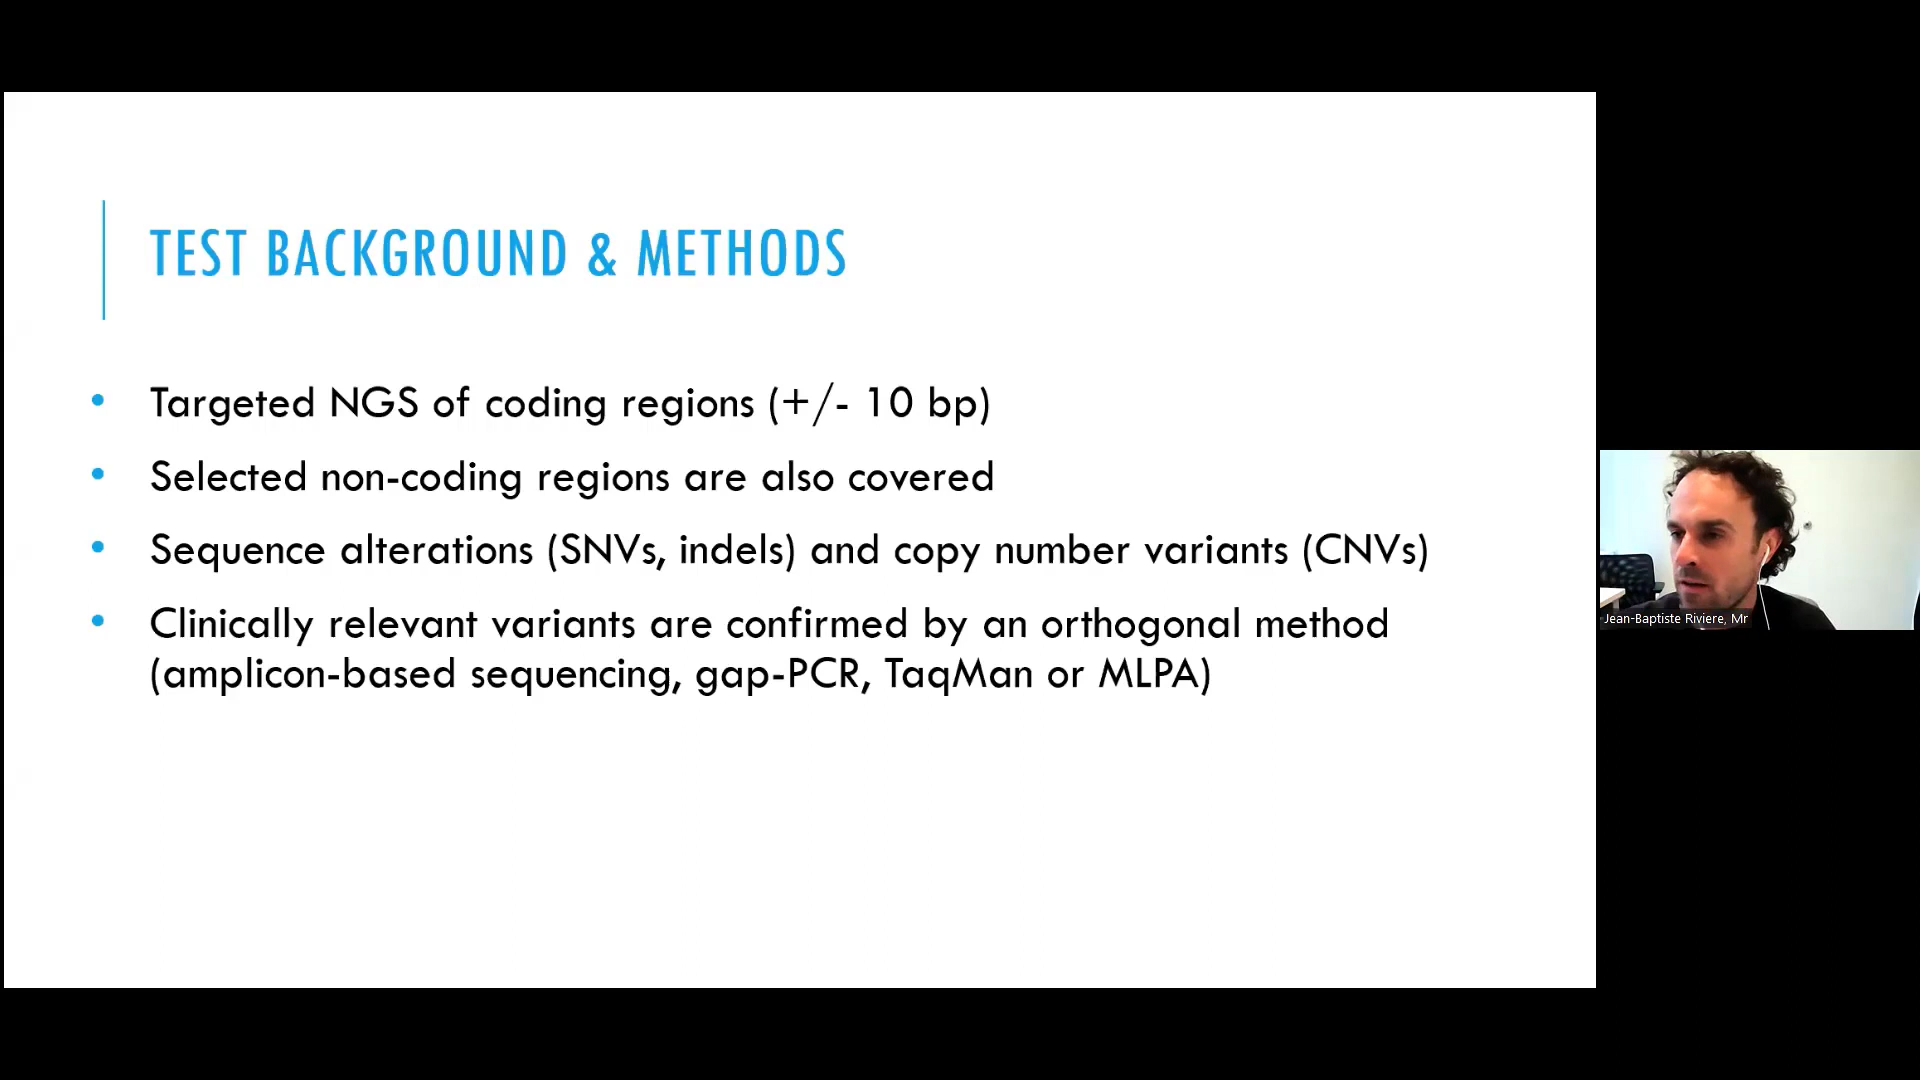 TEST BACKGROUND & METHODS
• Targeted NGS of coding regions (+/- 10 bp)
• Selected non-coding regions are also covered
• Sequence alterations (SNVs, indels) and copy number variants (CNVs)
• Clinically relevant variants are confirmed by an orthogonal method
(amplicon-based sequencing, gap-PCR, TaqMan or MLPA)
Jean-Baptiste Riviere, Mr